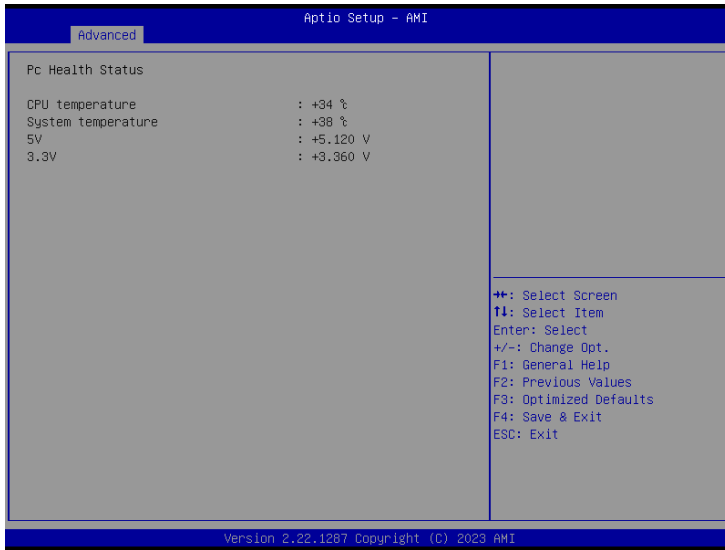 Aptio Setup - AMI
Advanced
Pc Health Status
CPU temperature : +34 ℃
System temperature : +38 ℃
5V : +5.120 V
3.3V : +3.360 V
→←: Select Screen
↑↓: Select Item
Enter: Select
+/-: Change Opt.
F1: General Help
F2: Previous Values
F3: Optimized Defaults
F4: Save & Exit
ESC: Exit
Version 2.22.1287 Copyright (C) 2023 AMI